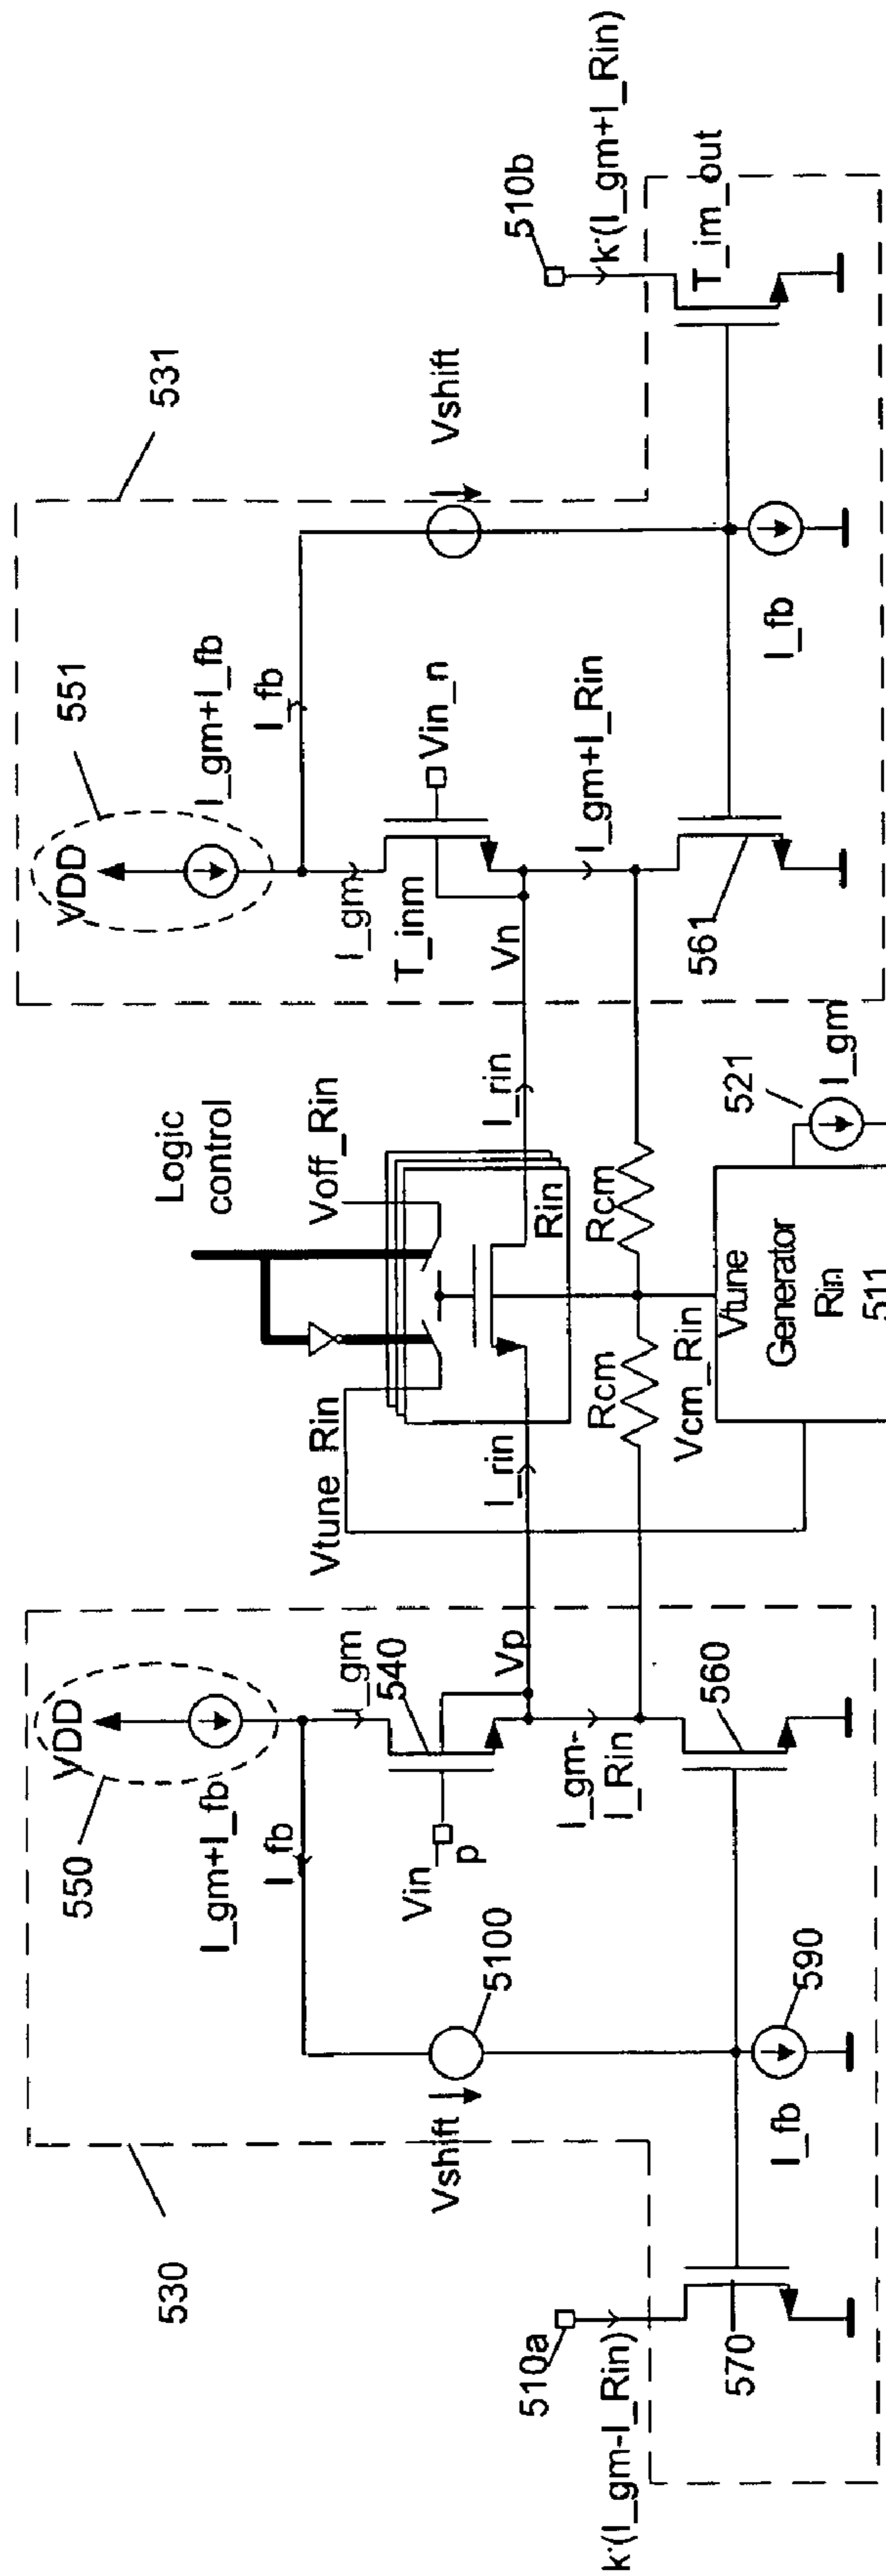 530
550
VDD
I_gm+I_fb
I_fb
I_gm
540
Vin_
p
Vp
5100
Vshift
I_gm-
I_Rin
560
590
I_fb
510a
k·(I_gm-I_Rin)
570
Logic
control
Vtune_Rin
Voff_Rin
Rin
I_rin
I_rin
Rcm
Rcm
Vcm_Rin
Vtune
Generator
Rin
511
521
I_gm
551
VDD
I_gm+I_fb
I_fb
I_gm
T_inm
Vin_n
Vn
I_gm+I_Rin
561
I_fb
531
Vshift
510b
k·(I_gm+I_Rin)
T_im_out